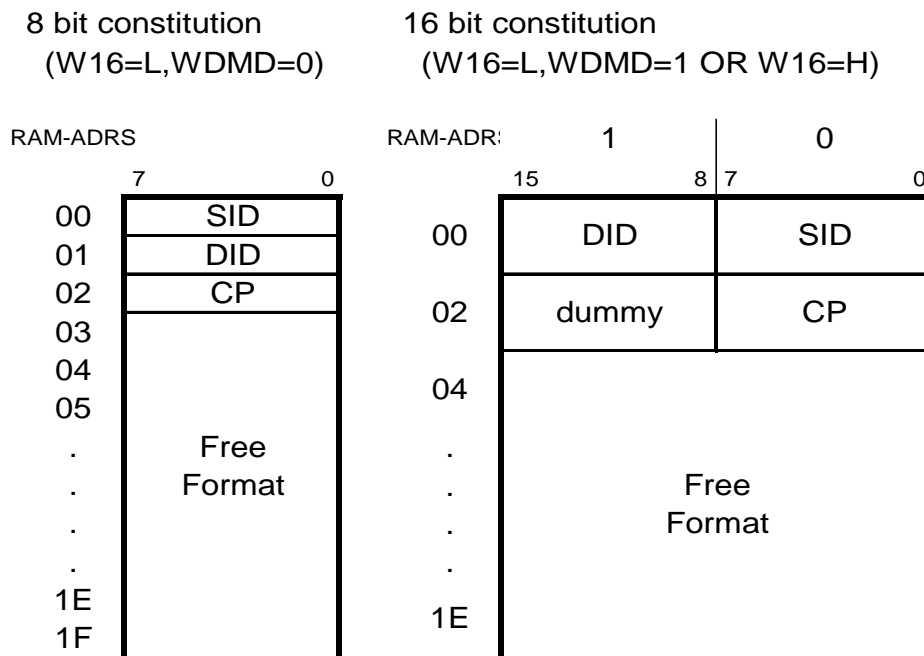 8 bit constitution
(W16=L,WDMD=0)
RAM-ADRS
7 0
00 SID
01 DID
02 CP
03
04
05
Free
Format
.
.
.
.
1E
1F
16 bit constitution
(W16=L,WDMD=1 OR W16=H)
RAM-ADRS 1 0
15 8 7 0
00 DID SID
02 dummy CP
04
.
.
Free
Format
.
.
1E